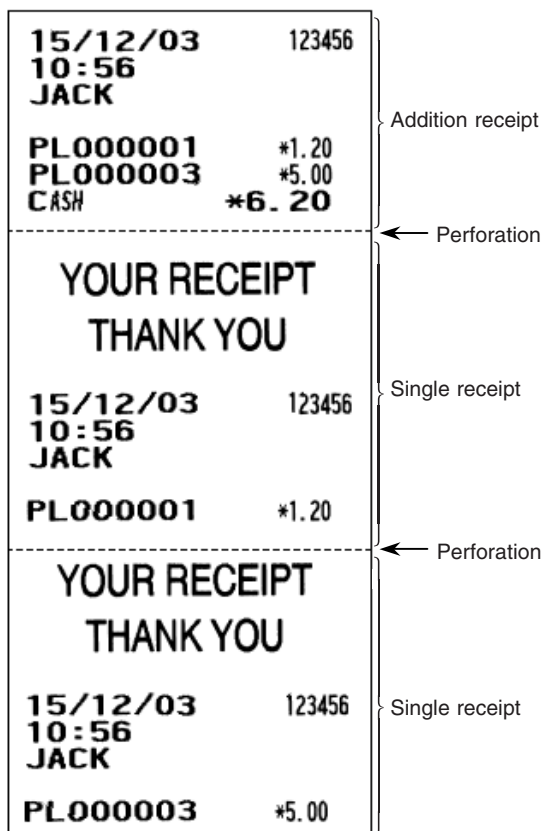 15/12/03 123456
10:56
JACK
PL000001 *1.20
PL000003 *5.00
CASH *6.20
Addition receipt
Perforation
YOUR RECEIPT
THANK YOU
15/12/03 123456
10:56
JACK
PL000001 *1.20
Single receipt
Perforation
YOUR RECEIPT
THANK YOU
15/12/03 123456
10:56
JACK
PL000003 *5.00
Single receipt